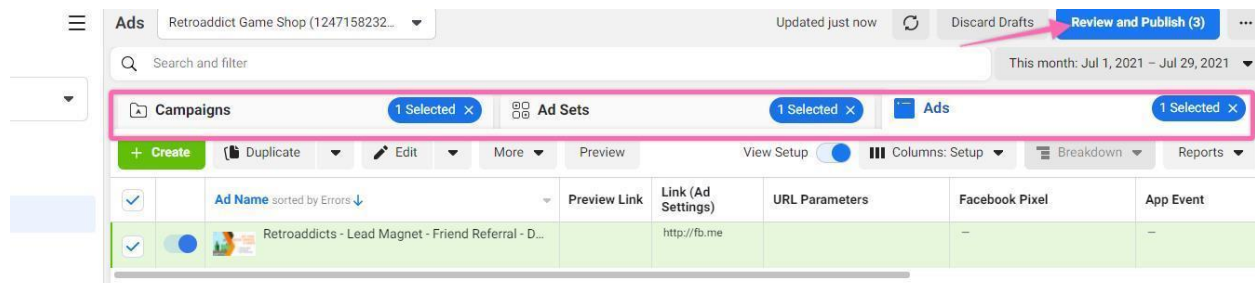 Ads Retroaddict Game Shop (1247158232... Updated just now Discard Drafts Review and Publish (3) ...
Search and filter This month: Jul 1, 2021 – Jul 29, 2021
Campaigns 1 Selected × Ad Sets 1 Selected × Ads 1 Selected ×
+ Create Duplicate Edit More Preview View Setup Columns: Setup Breakdown Reports
Ad Name sorted by Errors ↓ Preview Link Link (Ad Settings) URL Parameters Facebook Pixel App Event
Retroaddicts - Lead Magnet - Friend Referral - D... http://fb.me – –